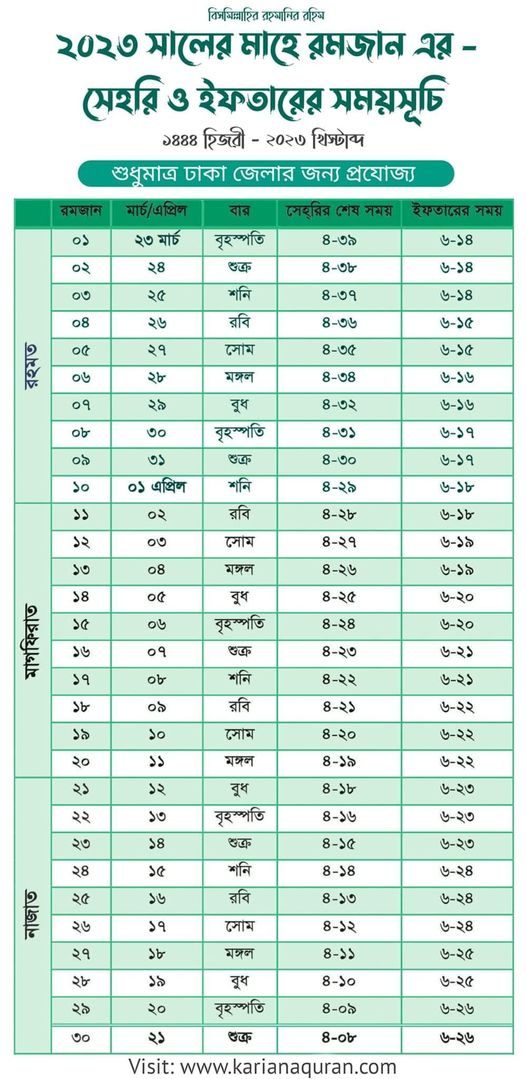 বিসমিল্লাহির রহমানির রহিম
২০২৩ সালের মাহে রমজান এর -
সেহরি ও ইফতারের সময়সূচি
১৪৪৪ হিজরী - ২০২৩ খিস্টাব্দ
শুধুমাত্র ঢাকা জেলার জন্য প্রযোজ্য
রমজান মার্চ/এপ্রিল বার সেহ্‌রির শেষ সময় ইফতারের সময়
রহমত
০১ ২৩ মার্চ বৃহস্পতি ৪-৩৯ ৬-১৪
০২ ২৪ শুক্র ৪-৩৮ ৬-১৪
০৩ ২৫ শনি ৪-৩৭ ৬-১৪
০৪ ২৬ রবি ৪-৩৬ ৬-১৫
০৫ ২৭ সোম ৪-৩৫ ৬-১৫
০৬ ২৮ মঙ্গল ৪-৩৪ ৬-১৬
০৭ ২৯ বুধ ৪-৩২ ৬-১৬
০৮ ৩০ বৃহস্পতি ৪-৩১ ৬-১৭
০৯ ৩১ শুক্র ৪-৩০ ৬-১৭
১০ ০১ এপ্রিল শনি ৪-২৯ ৬-১৮
মাগফিরাত
১১ ০২ রবি ৪-২৮ ৬-১৮
১২ ০৩ সোম ৪-২৭ ৬-১৯
১৩ ০৪ মঙ্গল ৪-২৬ ৬-১৯
১৪ ০৫ বুধ ৪-২৫ ৬-২০
১৫ ০৬ বৃহস্পতি ৪-২৪ ৬-২০
১৬ ০৭ শুক্র ৪-২৩ ৬-২১
১৭ ০৮ শনি ৪-২২ ৬-২১
১৮ ০৯ রবি ৪-২১ ৬-২২
১৯ ১০ সোম ৪-২০ ৬-২২
২০ ১১ মঙ্গল ৪-১৯ ৬-২২
নাজাত
২১ ১২ বুধ ৪-১৮ ৬-২৩
২২ ১৩ বৃহস্পতি ৪-১৬ ৬-২৩
২৩ ১৪ শুক্র ৪-১৫ ৬-২৩
২৪ ১৫ শনি ৪-১৪ ৬-২৪
২৫ ১৬ রবি ৪-১৩ ৬-২৪
২৬ ১৭ সোম ৪-১২ ৬-২৪
২৭ ১৮ মঙ্গল ৪-১১ ৬-২৫
২৮ ১৯ বুধ ৪-১০ ৬-২৫
২৯ ২০ বৃহস্পতি ৪-০৯ ৬-২৬
৩০ ২১ শুক্র ৪-০৮ ৬-২৬
Visit: www.karianaquran.com